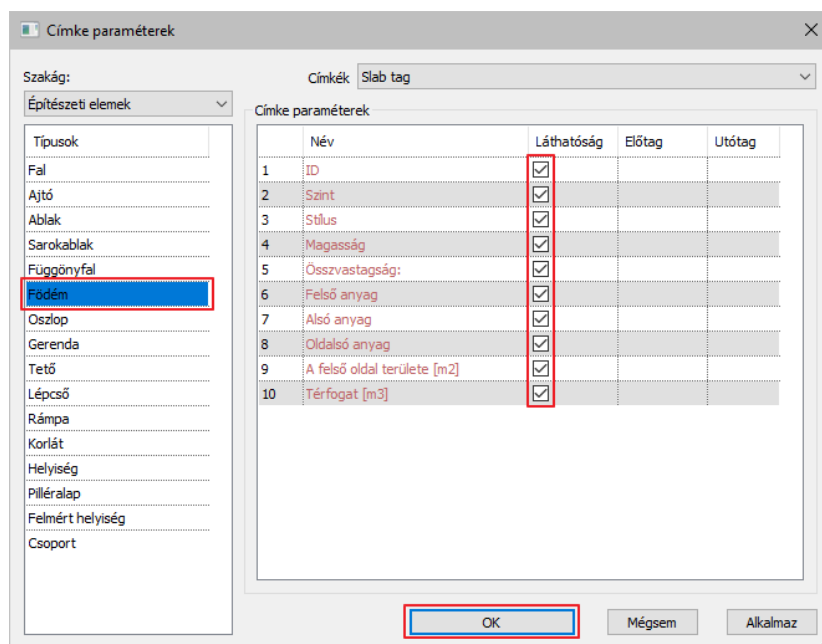 Címke paraméterek
Szakág:
Építészeti elemek
Címkék Slab tag
Típusok
Fal
Ajtó
Ablak
Sarokablak
Függönyfal
Födém
Oszlop
Gerenda
Tető
Lépcső
Rámpa
Korlát
Helyiség
Pilléralap
Felmért helyiség
Csoport
Címke paraméterek
Név Láthatóság Előtag Utótag
1 ID
2 Szint
3 Stílus
4 Magasság
5 Összvastagság:
6 Felső anyag
7 Alsó anyag
8 Oldalsó anyag
9 A felső oldal területe [m2]
10 Térfogat [m3]
OK Mégsem Alkalmaz